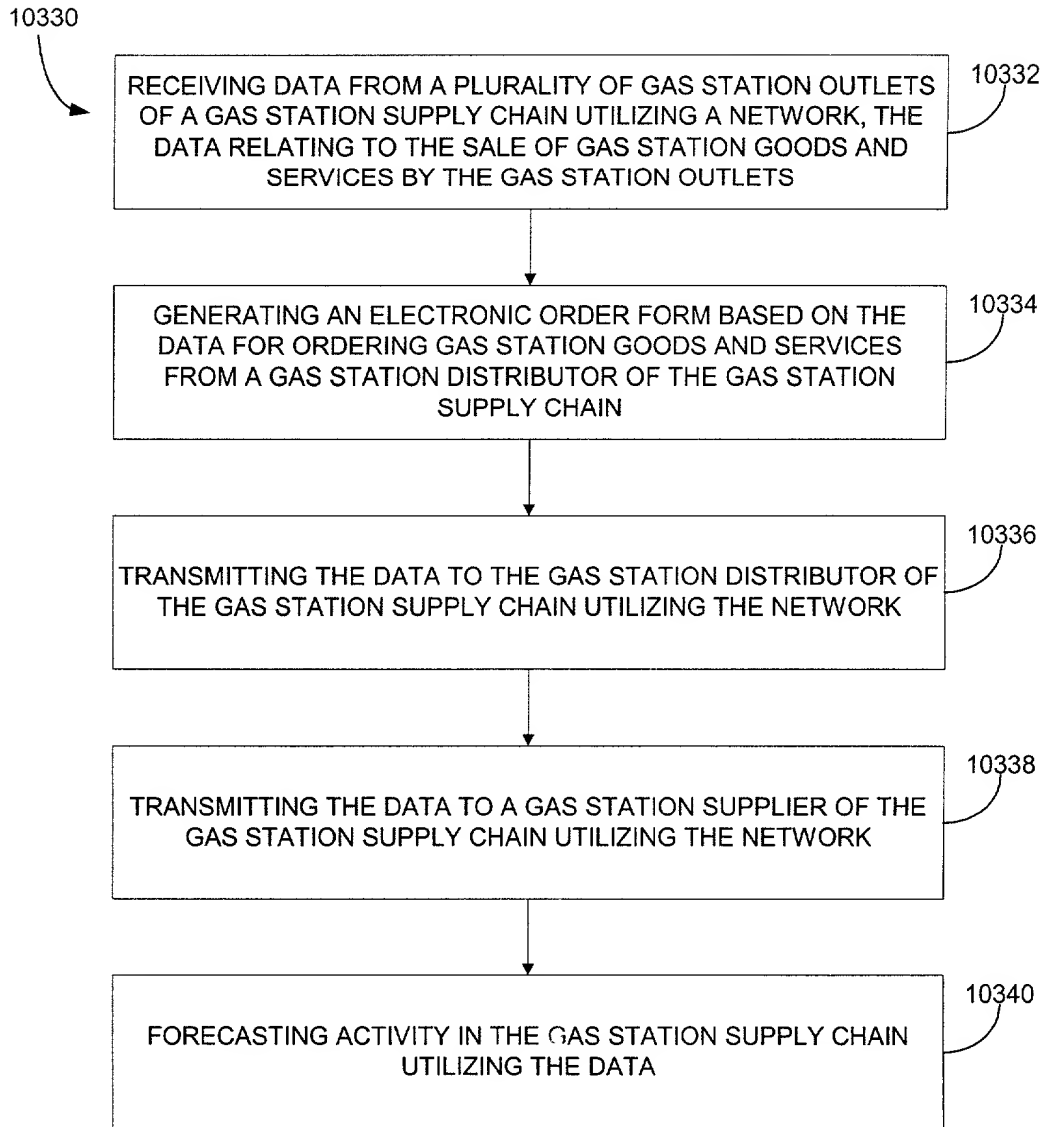 10330
RECEIVING DATA FROM A PLURALITY OF GAS STATION OUTLETS
OF A GAS STATION SUPPLY CHAIN UTILIZING A NETWORK, THE
DATA RELATING TO THE SALE OF GAS STATION GOODS AND
SERVICES BY THE GAS STATION OUTLETS
10332
GENERATING AN ELECTRONIC ORDER FORM BASED ON THE
DATA FOR ORDERING GAS STATION GOODS AND SERVICES
FROM A GAS STATION DISTRIBUTOR OF THE GAS STATION
SUPPLY CHAIN
10334
TRANSMITTING THE DATA TO THE GAS STATION DISTRIBUTOR OF
THE GAS STATION SUPPLY CHAIN UTILIZING THE NETWORK
10336
TRANSMITTING THE DATA TO A GAS STATION SUPPLIER OF THE
GAS STATION SUPPLY CHAIN UTILIZING THE NETWORK
10338
FORECASTING ACTIVITY IN THE GAS STATION SUPPLY CHAIN
UTILIZING THE DATA
10340